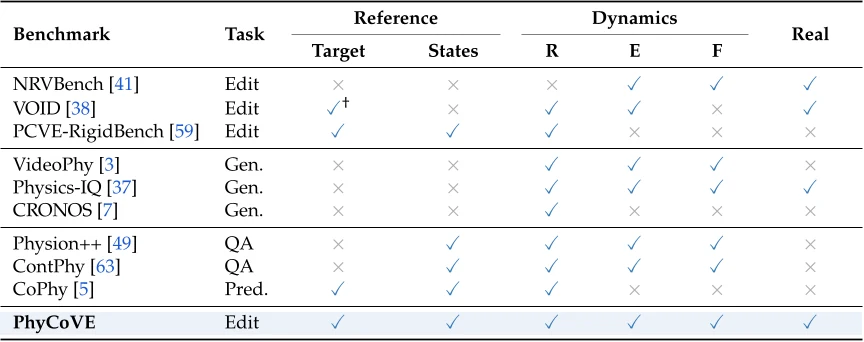 Reference Dynamics
Benchmark Task Real
Target States R E F
NRVBench [41] Edit × × × ✓ ✓ ✓
VOID [38] Edit ✓† × ✓ ✓ × ✓
PCVE-RigidBench [59] Edit ✓ ✓ ✓ × × ×
VideoPhy [3] Gen. × × ✓ ✓ ✓ ×
Physics-IQ [37] Gen. × × ✓ ✓ ✓ ✓
CRONOS [7] Gen. × × ✓ × × ×
Physion++ [49] QA × ✓ ✓ ✓ ✓ ×
ContPhy [63] QA × ✓ ✓ ✓ ✓ ×
CoPhy [5] Pred. ✓ ✓ ✓ × × ×
PhyCoVE Edit ✓ ✓ ✓ ✓ ✓ ✓